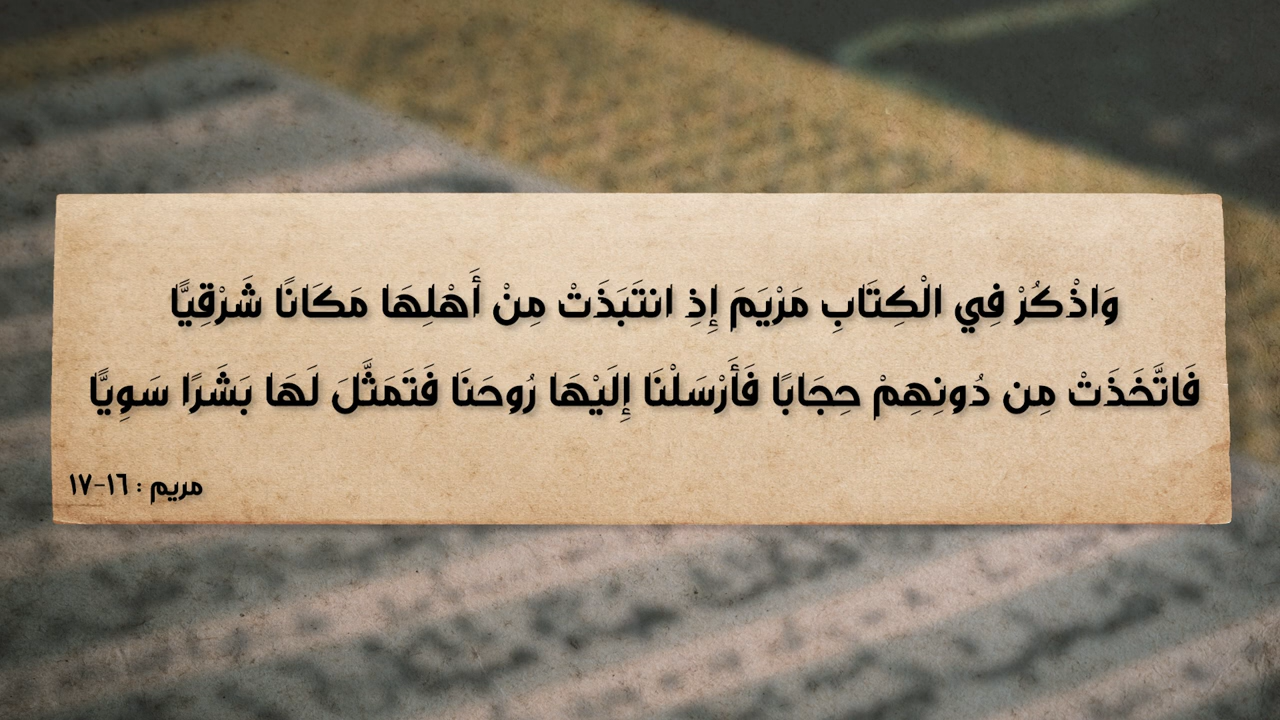 وَاذْكُرْ فِي الْكِتَابِ مَرْيَمَ إِذِ انتَبَذَتْ مِنْ أَهْلِهَا مَكَانًا شَرْقِيًّا
فَاتَّخَذَتْ مِن دُونِهِمْ حِجَابًا فَأَرْسَلْنَا إِلَيْهَا رُوحَنَا فَتَمَثَّلَ لَهَا بَشَرًا سَوِيًّا
مريم : ١٦-١٧